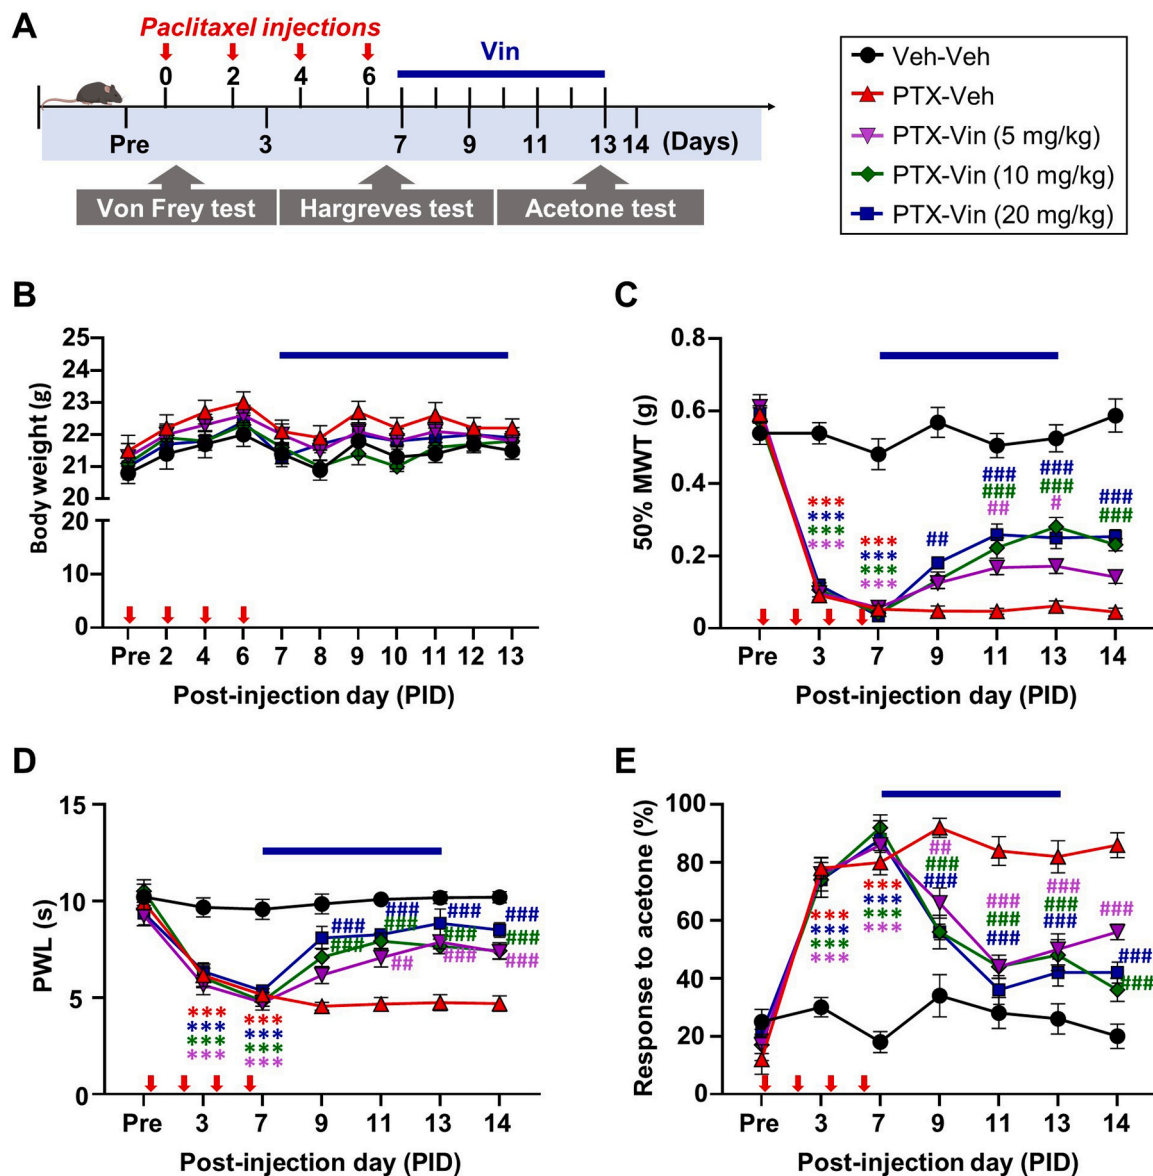 A
Paclitaxel injections
0 2 4 6
Vin
Pre 3 7 9 11 13 14 (Days)
Von Frey test
Hargreves test
Acetone test
Veh-Veh
PTX-Veh
PTX-Vin (5 mg/kg)
PTX-Vin (10 mg/kg)
PTX-Vin (20 mg/kg)
B
Body weight (g)
25
24
23
22
21
20
20
10
0
Pre 2 4 6 7 8 9 10 11 12 13
Post-injection day (PID)
C
50% MWT (g)
0.8
0.6
0.4
0.2
0
***
***
***
***
***
***
***
***
##
###
###
##
###
###
#
###
###
Pre 3 7 9 11 13 14
Post-injection day (PID)
D
PWL (s)
15
10
5
0
***
***
***
***
***
***
***
***
###
###
###
###
##
###
###
###
###
###
###
Pre 3 7 9 11 13 14
Post-injection day (PID)
E
Response to acetone (%)
100
80
60
40
20
0
***
***
***
***
***
***
***
***
##
###
###
###
###
###
###
###
###
###
###
###
Pre 3 7 9 11 13 14
Post-injection day (PID)